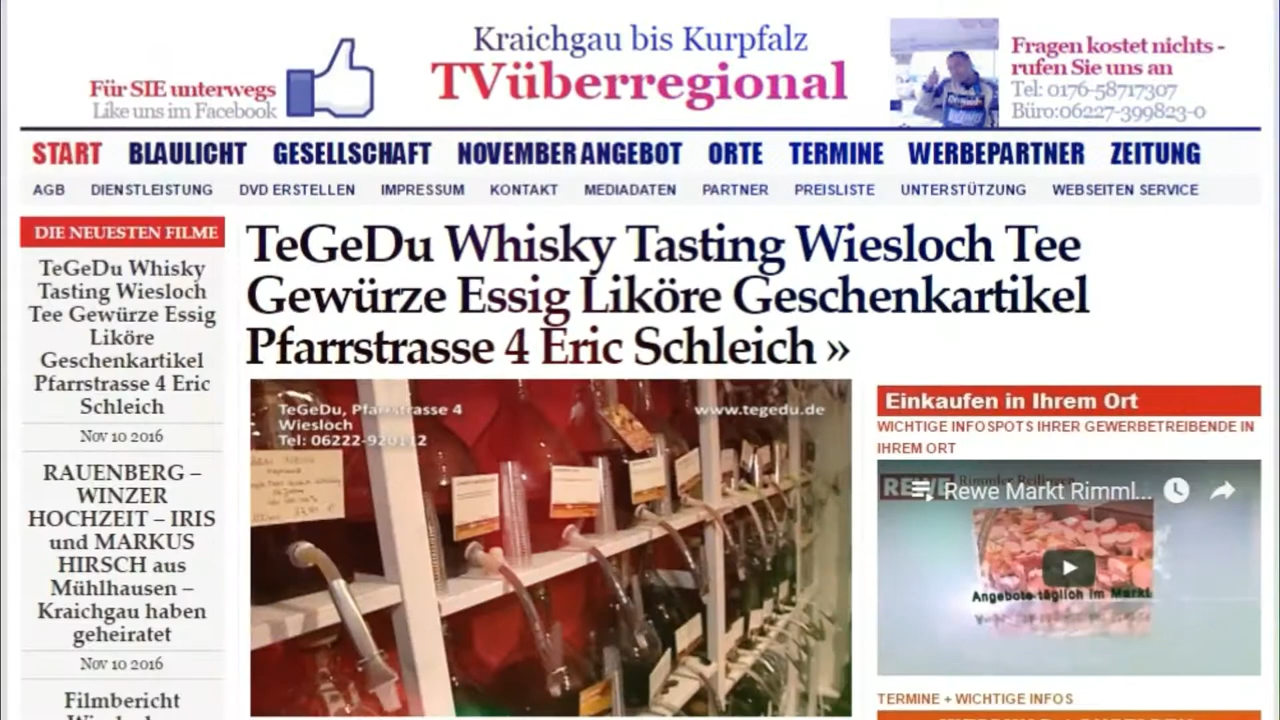 Kraichgau bis Kurpfalz
TVüberregional
Für SIE unterwegs
Like uns im Facebook
Fragen kostet nichts -
rufen Sie uns an
Tel: 0176-58717307
Büro:06227-399823-0
START BLAULICHT GESELLSCHAFT NOVEMBER ANGEBOT ORTE TERMINE WERBEPARTNER ZEITUNG
AGB DIENSTLEISTUNG DVD ERSTELLEN IMPRESSUM KONTAKT MEDIADATEN PARTNER PREISLISTE UNTERSTÜTZUNG WEBSEITEN SERVICE
DIE NEUESTEN FILME
TeGeDu Whisky
Tasting Wiesloch
Tee Gewürze Essig
Liköre
Geschenkartikel
Pfarrstrasse 4 Eric
Schleich
Nov 10 2016
RAUENBERG –
WINZER
HOCHZEIT – IRIS
und MARKUS
HIRSCH aus
Mühlhausen –
Kraichgau haben
geheiratet
Nov 10 2016
Filmbericht
TeGeDu Whisky Tasting Wiesloch Tee
Gewürze Essig Liköre Geschenkartikel
Pfarrstrasse 4 Eric Schleich »
TeGeDu, Pfarrstrasse 4
Wiesloch
Tel: 06222-920112
www.tegedu.de
Einkaufen in Ihrem Ort
WICHTIGE INFOSPOTS IHRER GEWERBETREIBENDE IN
IHREM ORT
REWE
Rewe Markt Rimml...
Angebote täglich im Markt
TERMINE + WICHTIGE INFOS